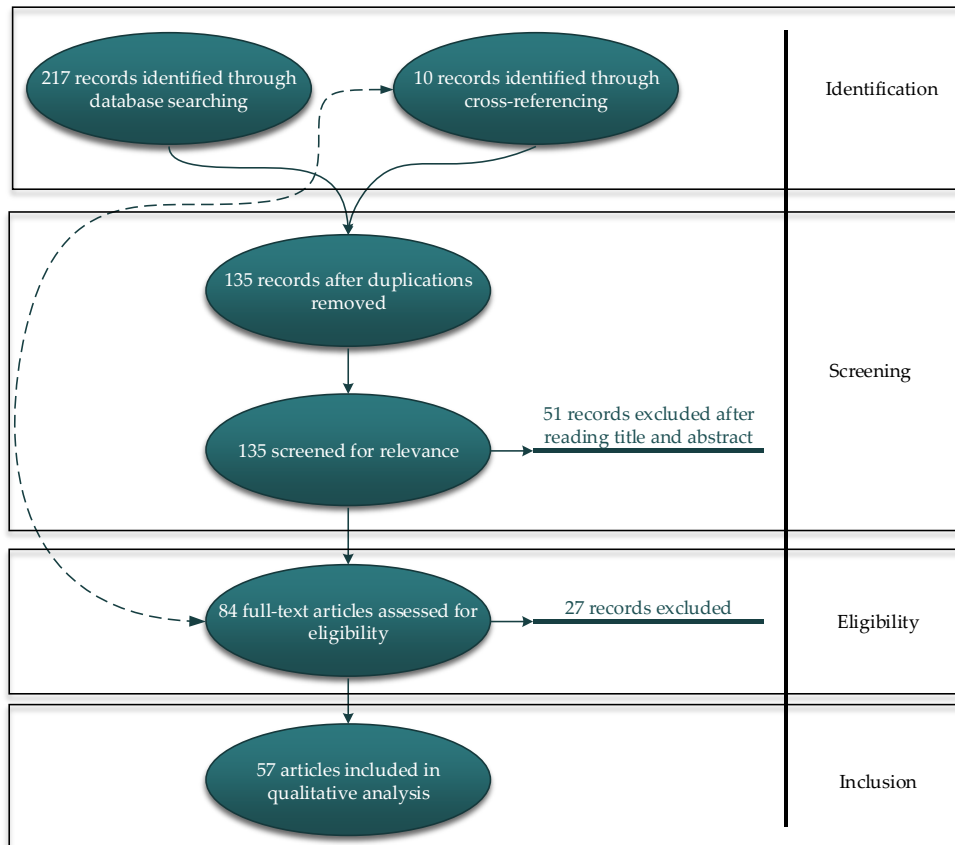 217 records identified through
database searching
10 records identified through
cross-referencing
Identification
135 records after duplications
removed
Screening
135 screened for relevance
51 records excluded after
reading title and abstract
84 full-text articles assessed for
eligibility
27 records excluded
Eligibility
57 articles included in
qualitative analysis
Inclusion